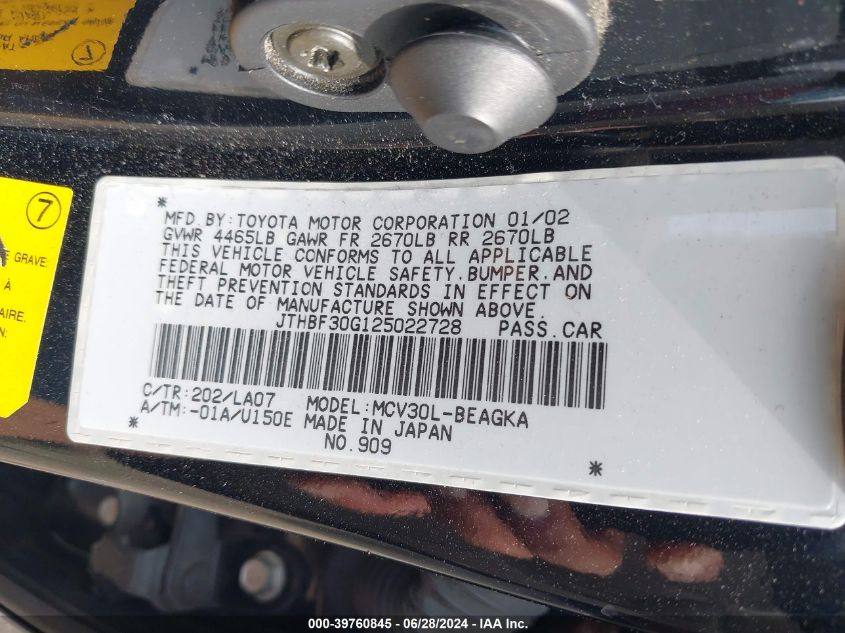 7
GRAVE.
À
AIRE.
*
MFD.BY:TOYOTA MOTOR CORPORATION 01/02
GVWR 4465LB GAWR FR 2670LB RR 2670LB
THIS VEHICLE CONFORMS TO ALL APPLICABLE
FEDERAL MOTOR VEHICLE SAFETY.BUMPER.AND
THEFT PREVENTION STANDARDS IN EFFECT ON
THE DATE OF MANUFACTURE SHOWN ABOVE.
JTHBF30G125022728 PASS.CAR
C/TR:202/LA07 MODEL:MCV30L-BEAGKA
A/TM:-01A/U150E MADE IN JAPAN
* NO.909 *
000-39760845 - 06/28/2024 - IAA Inc.